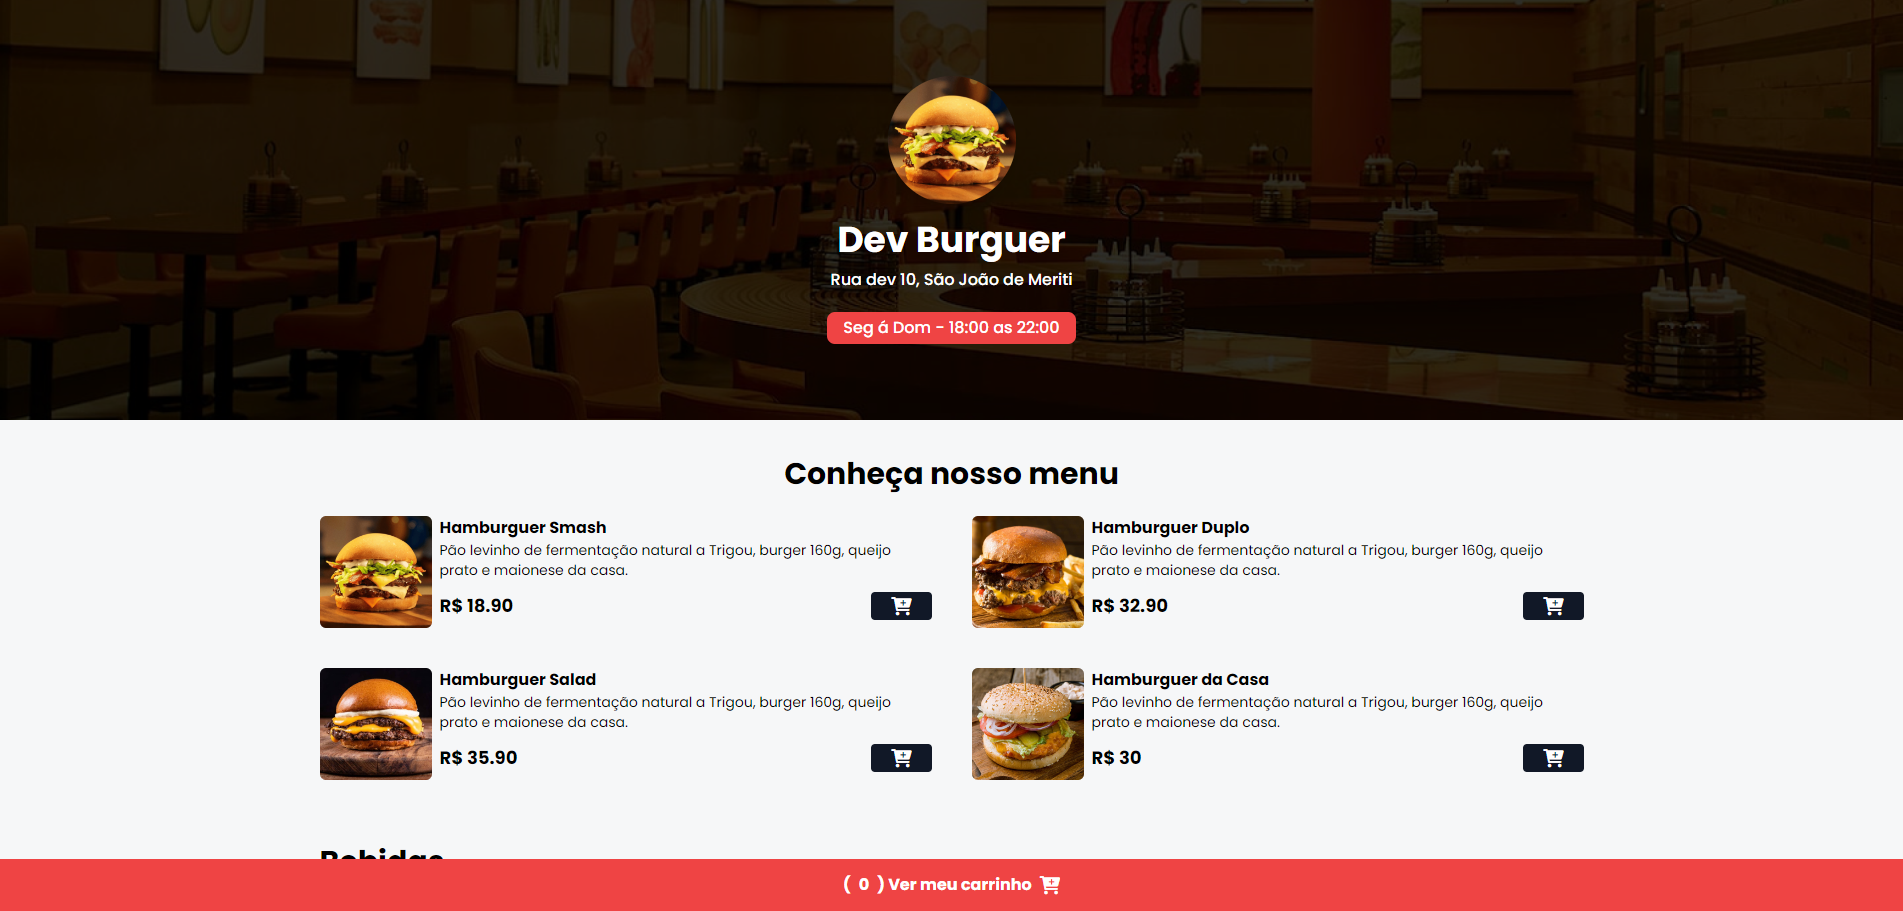 Dev Burguer
Rua dev 10, São João de Meriti
Seg á Dom - 18:00 as 22:00
Conheça nosso menu
Hamburguer Smash
Pão levinho de fermentação natural a Trigou, burger 160g, queijo
prato e maionese da casa.
R$ 18.90
Hamburguer Duplo
Pão levinho de fermentação natural a Trigou, burger 160g, queijo
prato e maionese da casa.
R$ 32.90
Hamburguer Salad
Pão levinho de fermentação natural a Trigou, burger 160g, queijo
prato e maionese da casa.
R$ 35.90
Hamburguer da Casa
Pão levinho de fermentação natural a Trigou, burger 160g, queijo
prato e maionese da casa.
R$ 30
Bebidas
( 0 ) Ver meu carrinho